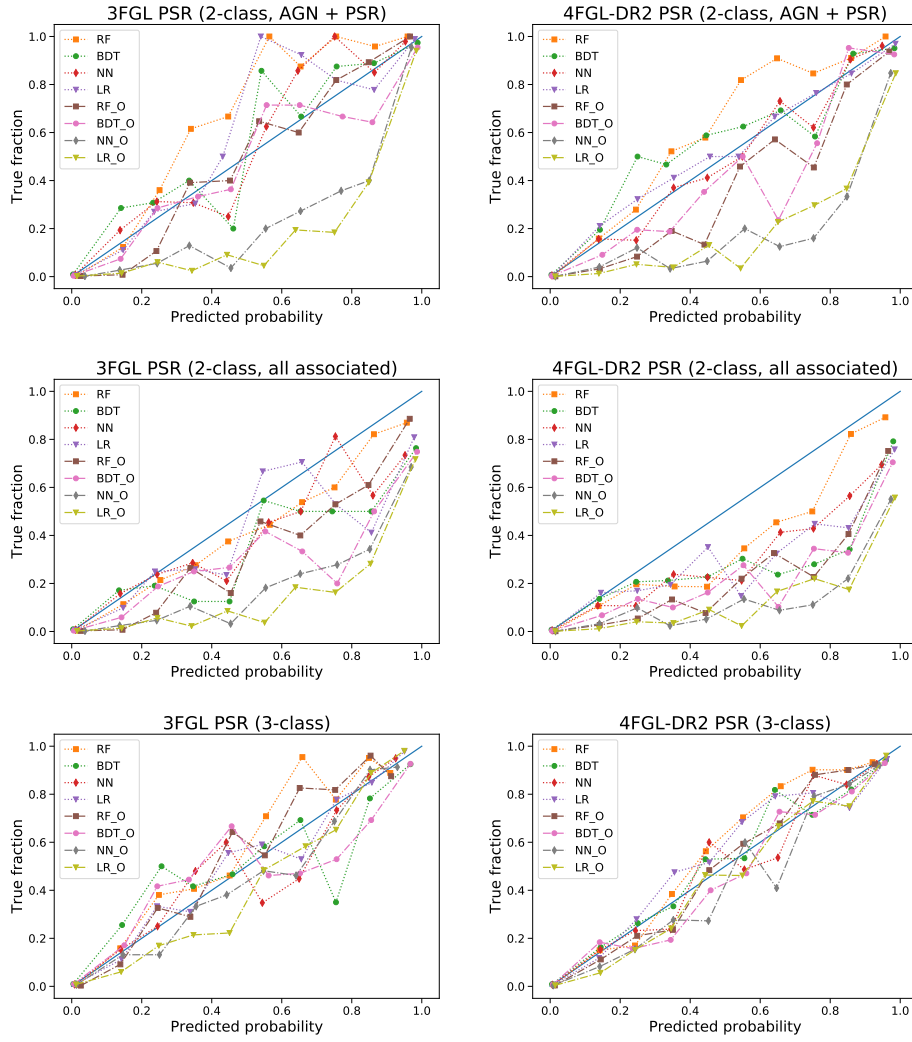 3FGL PSR (2-class, AGN + PSR)
1.0
0.8
0.6
0.4
0.2
0.0
True fraction
RF
BDT
NN
LR
RF_O
BDT_O
NN_O
LR_O
0.0 0.2 0.4 0.6 0.8 1.0
Predicted probability
4FGL-DR2 PSR (2-class, AGN + PSR)
1.0
0.8
0.6
0.4
0.2
0.0
True fraction
RF
BDT
NN
LR
RF_O
BDT_O
NN_O
LR_O
0.0 0.2 0.4 0.6 0.8 1.0
Predicted probability
3FGL PSR (2-class, all associated)
1.0
0.8
0.6
0.4
0.2
0.0
True fraction
RF
BDT
NN
LR
RF_O
BDT_O
NN_O
LR_O
0.0 0.2 0.4 0.6 0.8 1.0
Predicted probability
4FGL-DR2 PSR (2-class, all associated)
1.0
0.8
0.6
0.4
0.2
0.0
True fraction
RF
BDT
NN
LR
RF_O
BDT_O
NN_O
LR_O
0.0 0.2 0.4 0.6 0.8 1.0
Predicted probability
3FGL PSR (3-class)
1.0
0.8
0.6
0.4
0.2
0.0
True fraction
RF
BDT
NN
LR
RF_O
BDT_O
NN_O
LR_O
0.0 0.2 0.4 0.6 0.8 1.0
Predicted probability
4FGL-DR2 PSR (3-class)
1.0
0.8
0.6
0.4
0.2
0.0
True fraction
RF
BDT
NN
LR
RF_O
BDT_O
NN_O
LR_O
0.0 0.2 0.4 0.6 0.8 1.0
Predicted probability